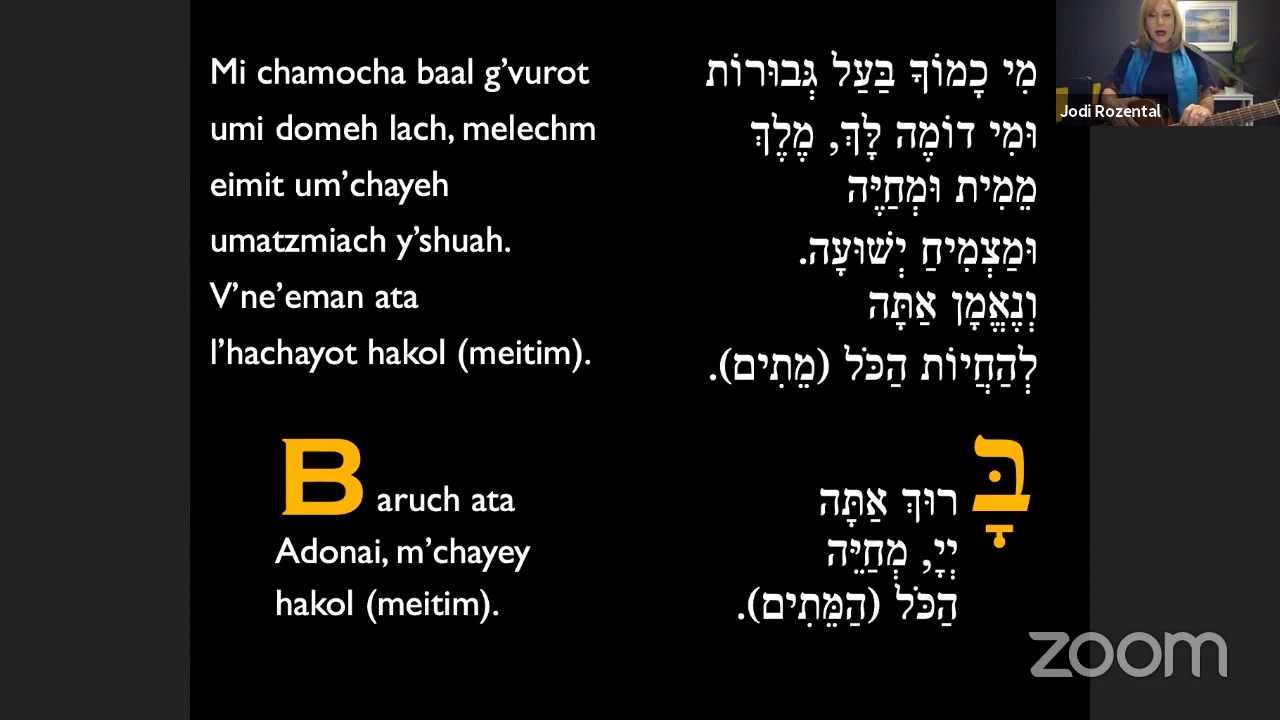 Mi chamocha baal g’vurot
umi domeh lach, melechm
eimit um’chayeh
umatzmiach y’shuah.
V’ne’eman ata
l’hachayot hakol (meitim).
Baruch ata
Adonai, m’chayey
hakol (meitim).
מִי כָמוֹךָ בַּעַל גְּבוּרוֹת
וּמִי דוֹמֶה לָּךְ, מֶלֶךְ
מֵמִית וּמְחַיֶּה
וּמַצְמִיחַ יְשׁוּעָה.
וְנֶאֱמָן אַתָּה
לְהַחֲיוֹת הַכֹּל (מֵתִים).
בָּרוּךְ אַתָּה
יְיָ, מְחַיֵּה
הַכֹּל (הַמֵּתִים).
Jodi Rozental
zoom